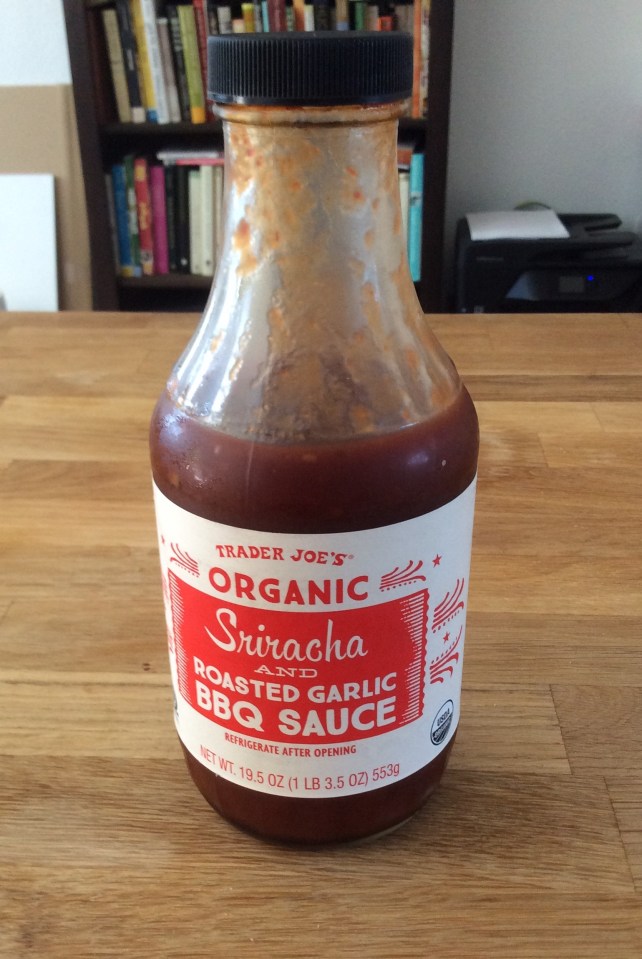 TRADER JOE'S®
ORGANIC
Sriracha
AND
ROASTED GARLIC
BBQ SAUCE
REFRIGERATE AFTER OPENING
NET WT. 19.5 OZ (1 LB 3.5 OZ) 553g
USDA